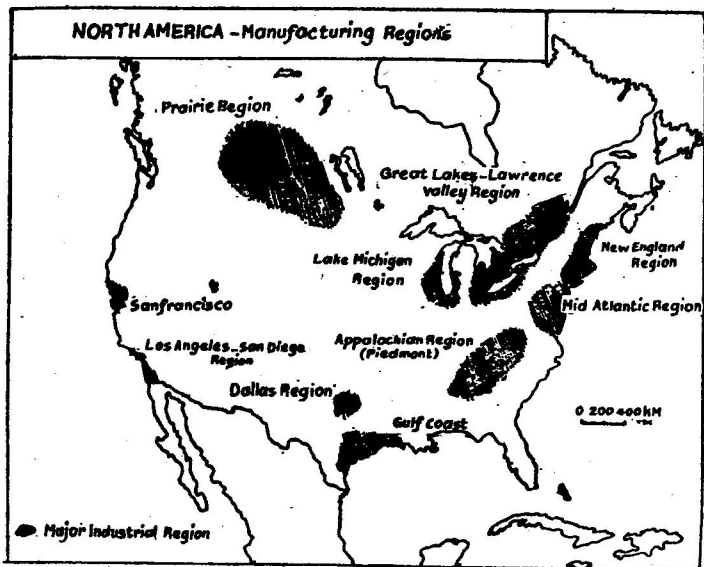 NORTH AMERICA - Manufacturing Regions
Prairie Region
Great Lakes-Lawrence
valley Region
Lake Michigan
Region
New England
Region
Sanfrancisco
Mid Atlantic Region
Los Angeles-San Diego
Region
Appalachian Region
(Piedmont)
Dallas Region
Gulf Coast
0 200 400 KM
Major Industrial Region